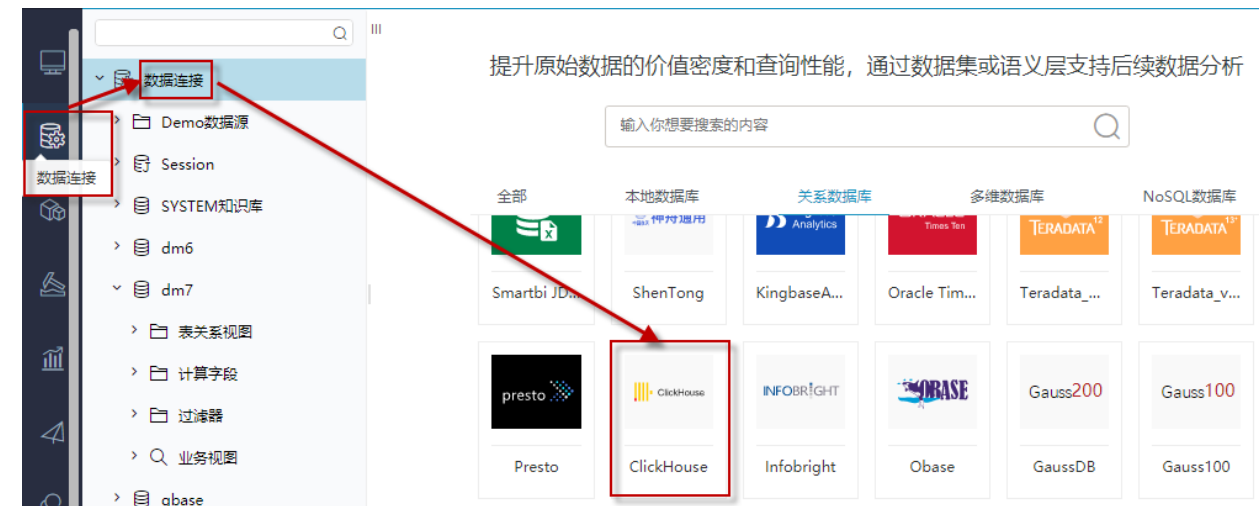 数据连接
数据连接
Demo数据源
Session
SYSTEM知识库
dm6
dm7
表关系视图
计算字段
过滤器
业务视图
gbase
提升原始数据的价值密度和查询性能，通过数据集或语义层支持后续数据分析
输入你想要搜索的内容
全部 本地数据库 关系数据库 多维数据库 NoSQL数据库
神舟通用 Analytics Times Ten TERADATA 12 TERADATA 13+
Smartbi JD... ShenTong KingbaseA... Oracle Tim... Teradata_... Teradata_v...
presto ClickHouse INFOBRIGHT OBASE Gauss200 Gauss100
Presto ClickHouse Infobright Obase GaussDB Gauss100